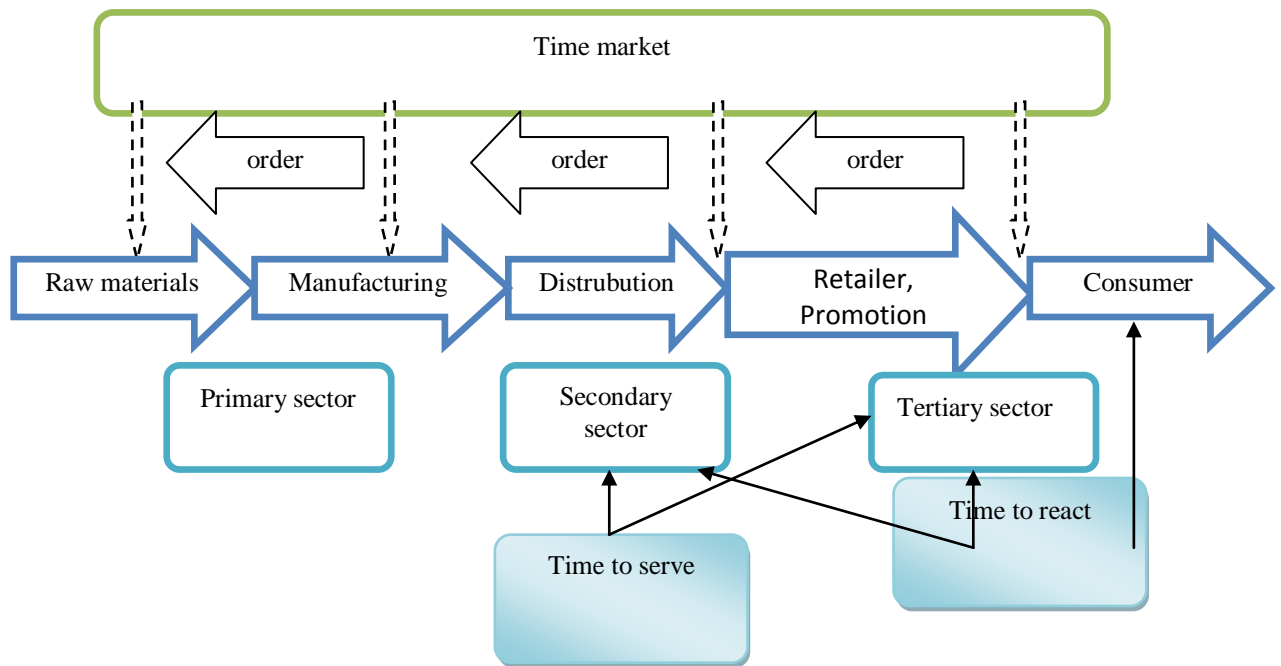 Time market
order
order
order
Raw materials
Manufacturing
Distrubution
Retailer,
Promotion
Consumer
Primary sector
Secondary
sector
Tertiary sector
Time to react
Time to serve